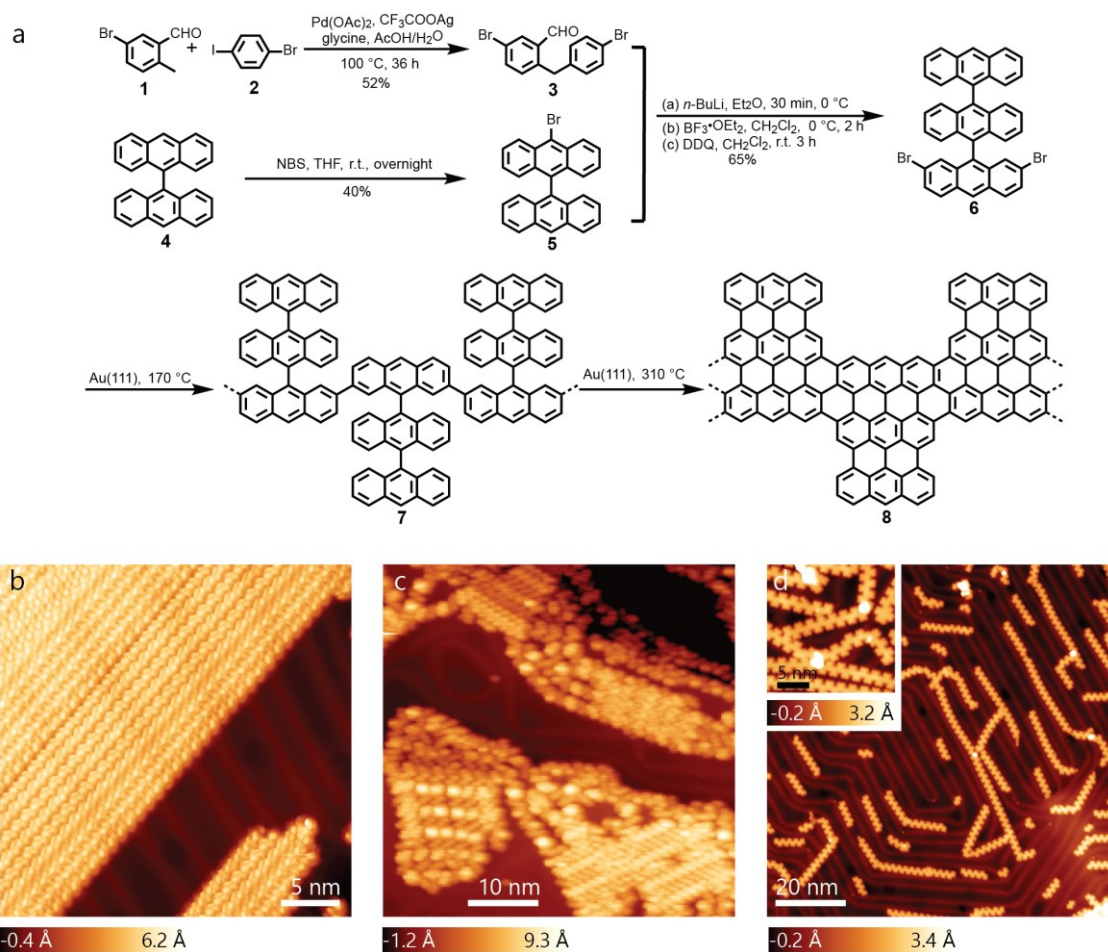 a
Br
CHO
+
I
Br
1
2
Pd(OAc)2, CF3COOAg
glycine, AcOH/H2O
100 °C, 36 h
52%
Br
CHO
Br
3
4
NBS, THF, r.t., overnight
40%
Br
5
(a) n-BuLi, Et2O, 30 min, 0 °C
(b) BF3•OEt2, CH2Cl2, 0 °C, 2 h
(c) DDQ, CH2Cl2, r.t. 3 h
65%
Br
Br
6
Au(111), 170 °C
7
Au(111), 310 °C
8
b
5 nm
-0.4 Å 6.2 Å
c
10 nm
-1.2 Å 9.3 Å
d
5 nm
-0.2 Å 3.2 Å
20 nm
-0.2 Å 3.4 Å